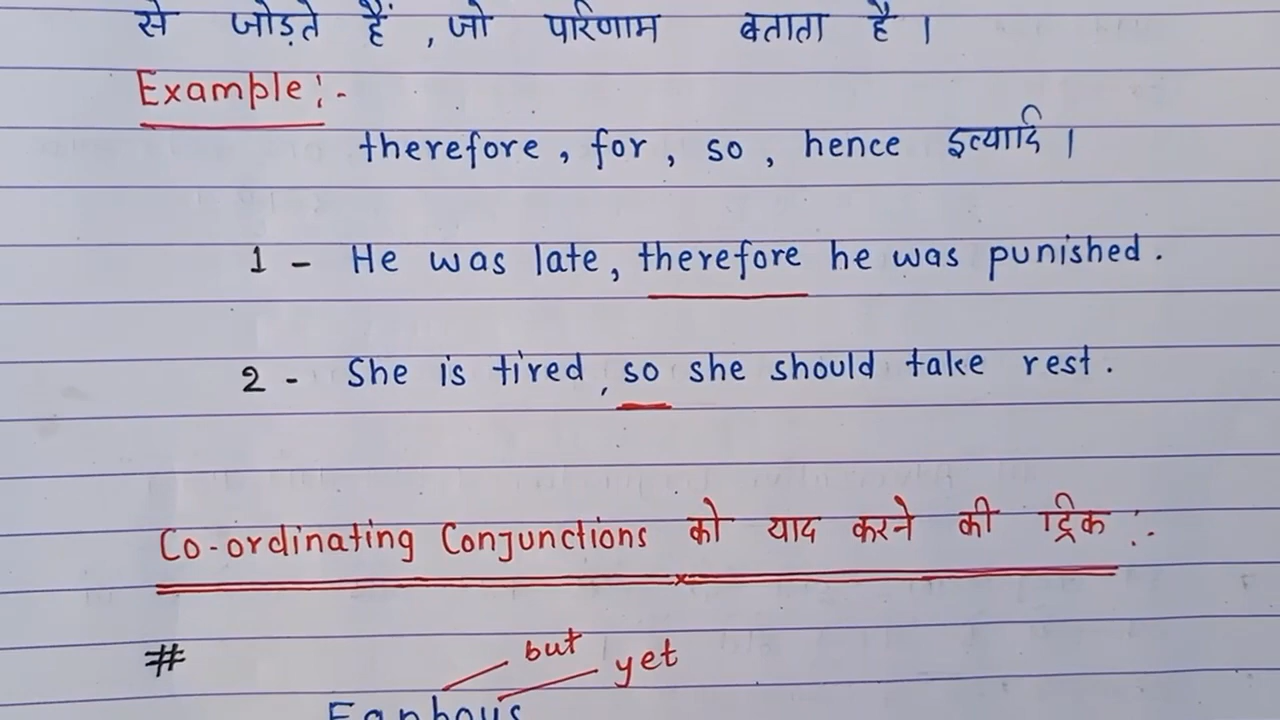 से जोड़ते हैं , जो परिणाम बताता है ।
Example :-
therefore , for , so , hence इत्यादि ।
1 - He was late, therefore he was punished .
2 - She is tired , so she should take rest .
Co-ordinating Conjunctions को याद करने की ट्रिक :-
# but yet